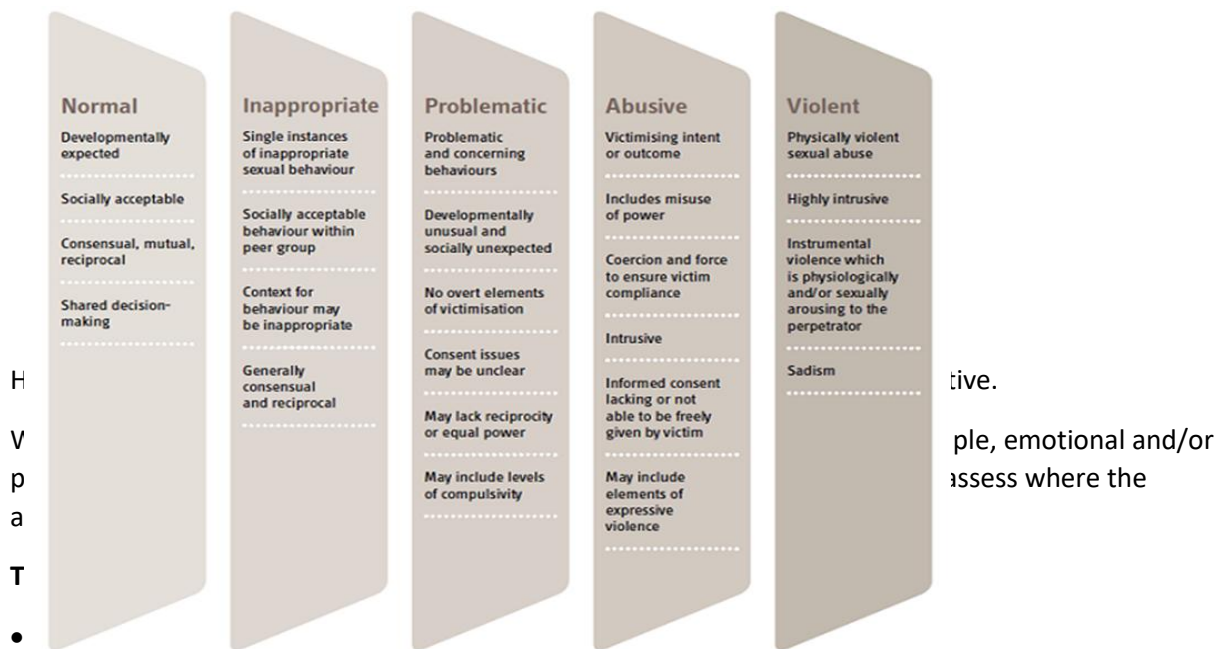 Normal
Developmentally
expected
Socially acceptable
Consensual, mutual,
reciprocal
Shared decision-
making
Inappropriate
Single instances
of inappropriate
sexual behaviour
Socially acceptable
behaviour within
peer group
Context for
behaviour may
be inappropriate
Generally
consensual
and reciprocal
Problematic
Problematic
and concerning
behaviours
Developmentally
unusual and
socially unexpected
No overt elements
of victimisation
Consent issues
may be unclear
May lack reciprocity
or equal power
May include levels
of compulsivity
Abusive
Victimising intent
or outcome
Includes misuse
of power
Coercion and force
to ensure victim
compliance
Intrusive
Informed consent
lacking or not
able to be freely
given by victim
May include
elements of
expressive
violence
Violent
Physically violent
sexual abuse
Highly intrusive
Instrumental
violence which
is physiologically
and/or sexually
arousing to the
perpetrator
Sadism
H tive.
W ple, emotional and/or
p assess where the
a
T
•